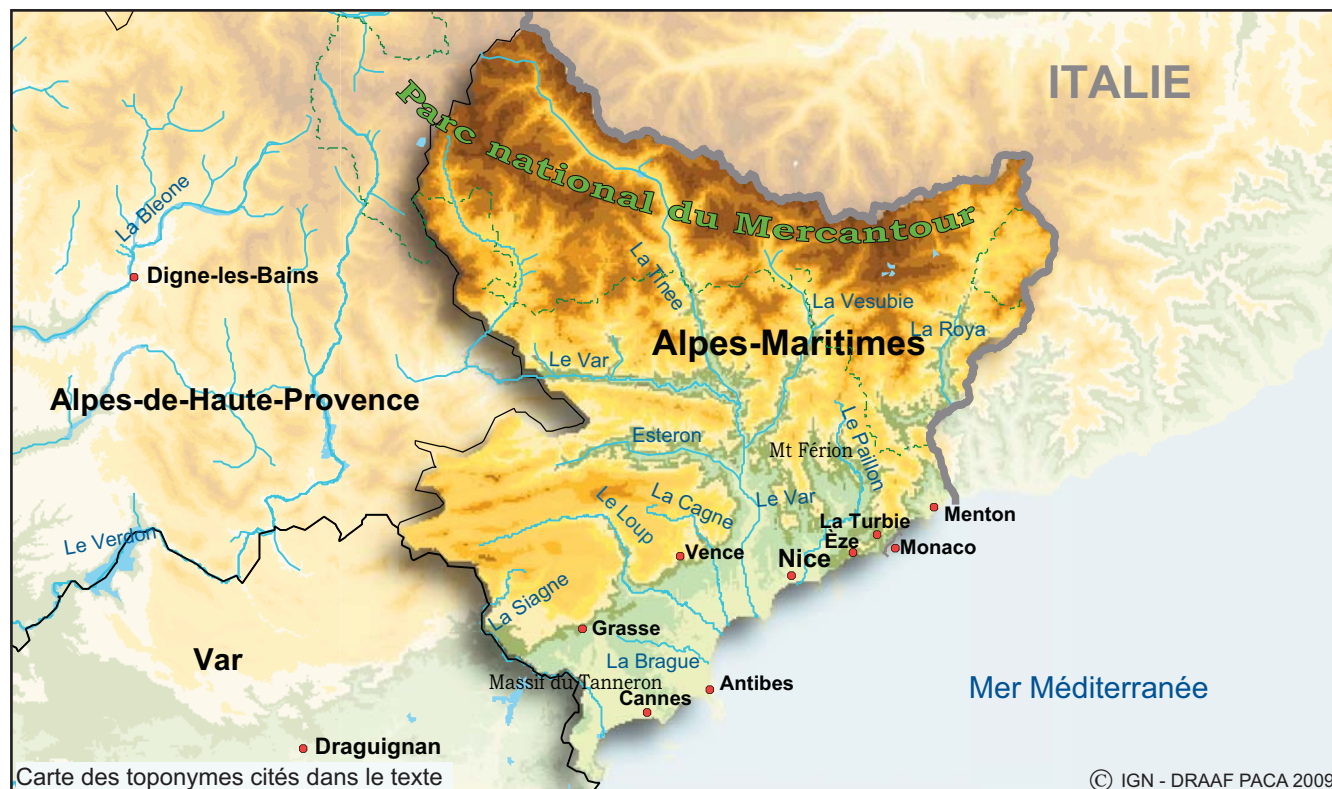 ITALIE
Parc national du Mercantour
La Bleone
Digne-les-Bains
La Tinee
La Vesubie
La Roya
Alpes-Maritimes
Le Var
Alpes-de-Haute-Provence
Esteron
Mt Férion
Le Paillon
La Cagne
Le Loup
Le Var
La Turbie
Menton
Le Verdon
Vence
Èze
Monaco
Nice
La Siagne
Grasse
Var
La Brague
Massif du Tanneron
Antibes
Cannes
Mer Méditerranée
Draguignan
Carte des toponymes cités dans le texte
© IGN - DRAAF PACA 2009